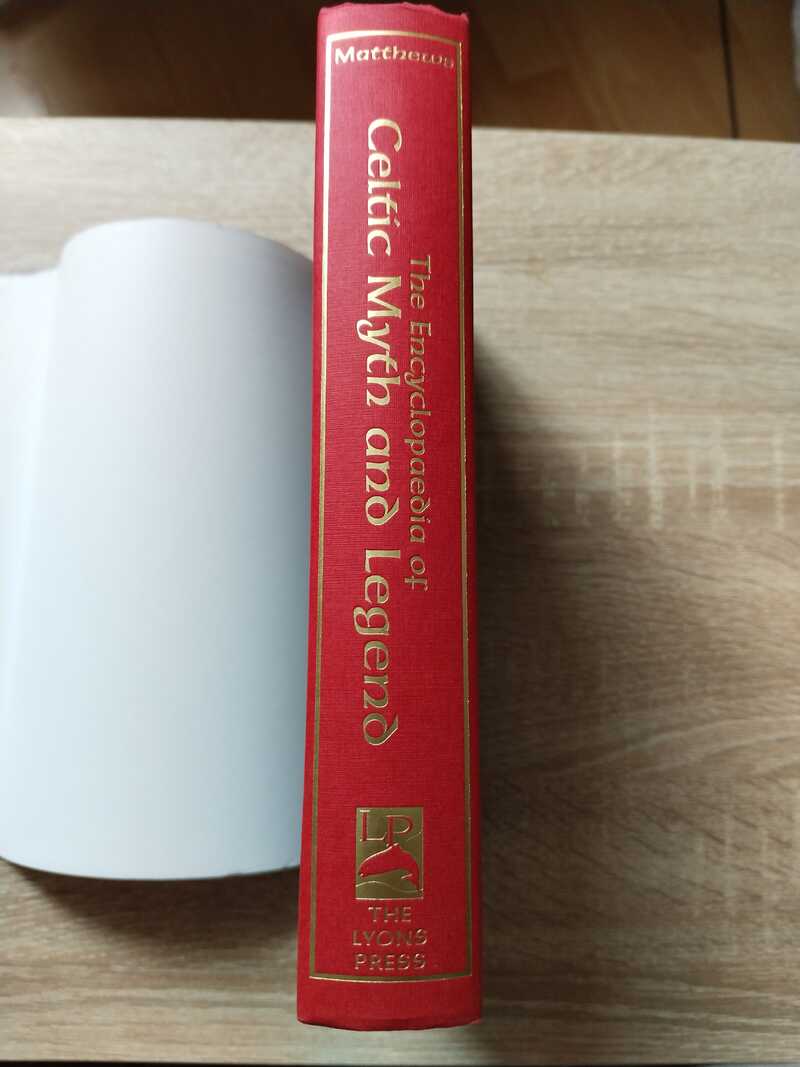 Matthews
The Encyclopaedia of
Celtic Myth and Legend
LP
THE
LYONS
PRESS